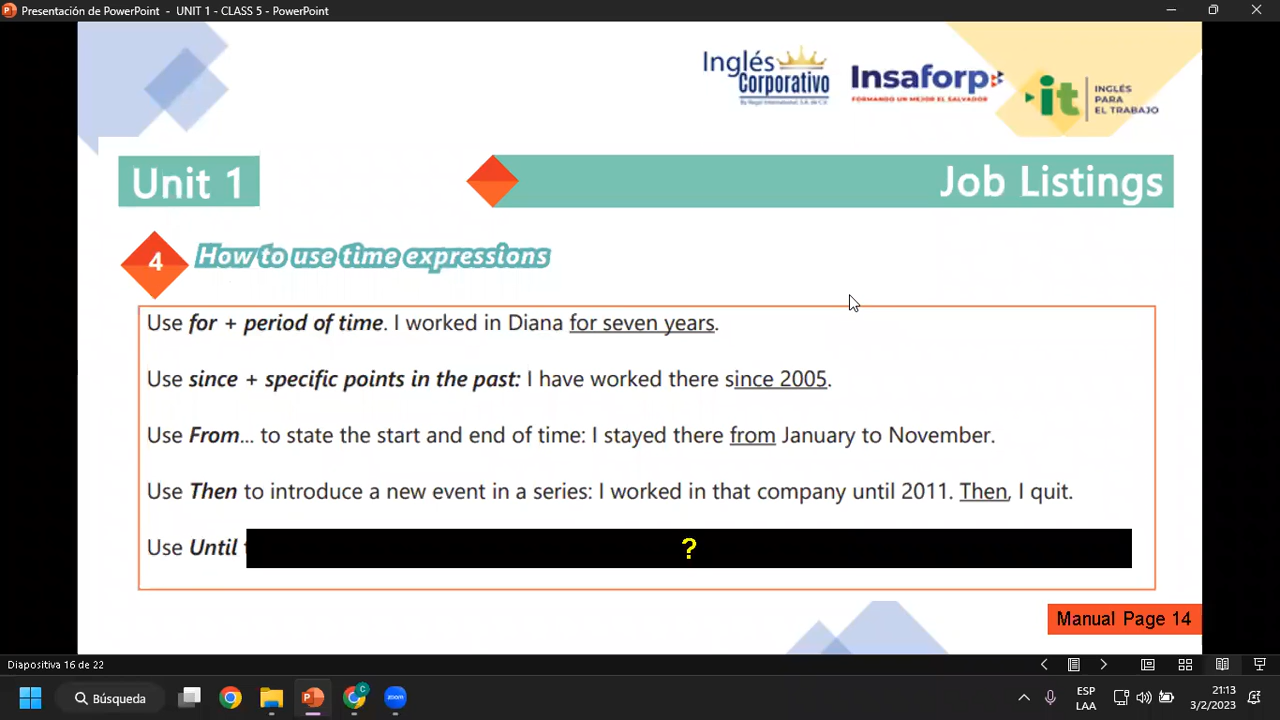 Presentación de PowerPoint - UNIT 1 - CLASS 5 - PowerPoint
Inglés
Corporativo
By Regal International, S.A. de C.V.
Insaforp
FORMANDO UN MEJOR EL SALVADOR
it
INGLÉS
PARA
EL TRABAJO
Unit 1
Job Listings
4
How to use time expressions
Use for + period of time. I worked in Diana for seven years.
Use since + specific points in the past: I have worked there since 2005.
Use From... to state the start and end of time: I stayed there from January to November.
Use Then to introduce a new event in a series: I worked in that company until 2011. Then, I quit.
Use Until
?
Manual Page 14
Diapositiva 16 de 22
Búsqueda
zoom
ESP
LAA
21:13
3/2/2023